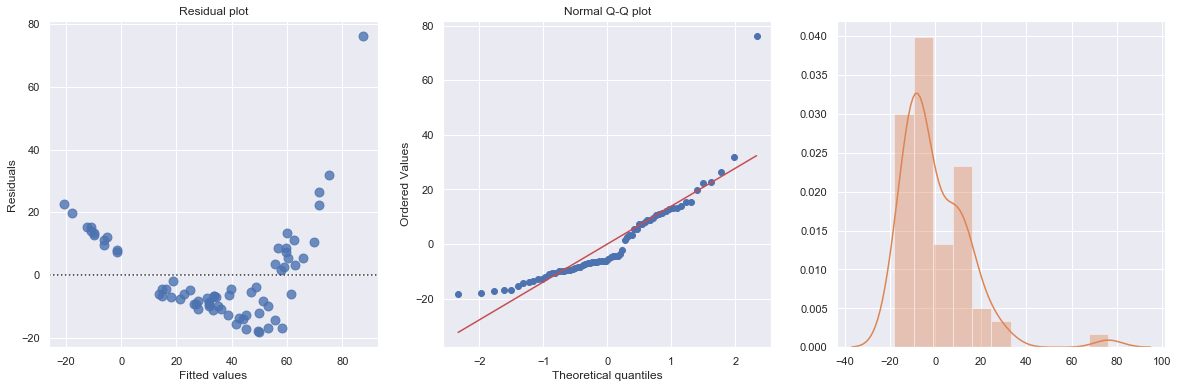 Residual plot
Residuals
80
60
40
20
0
−20
−20 0 20 40 60 80
Fitted values
Normal Q-Q plot
Ordered Values
80
60
40
20
0
−20
−2 −1 0 1 2
Theoretical quantiles
0.040
0.035
0.030
0.025
0.020
0.015
0.010
0.005
0.000
−40 −20 0 20 40 60 80 100